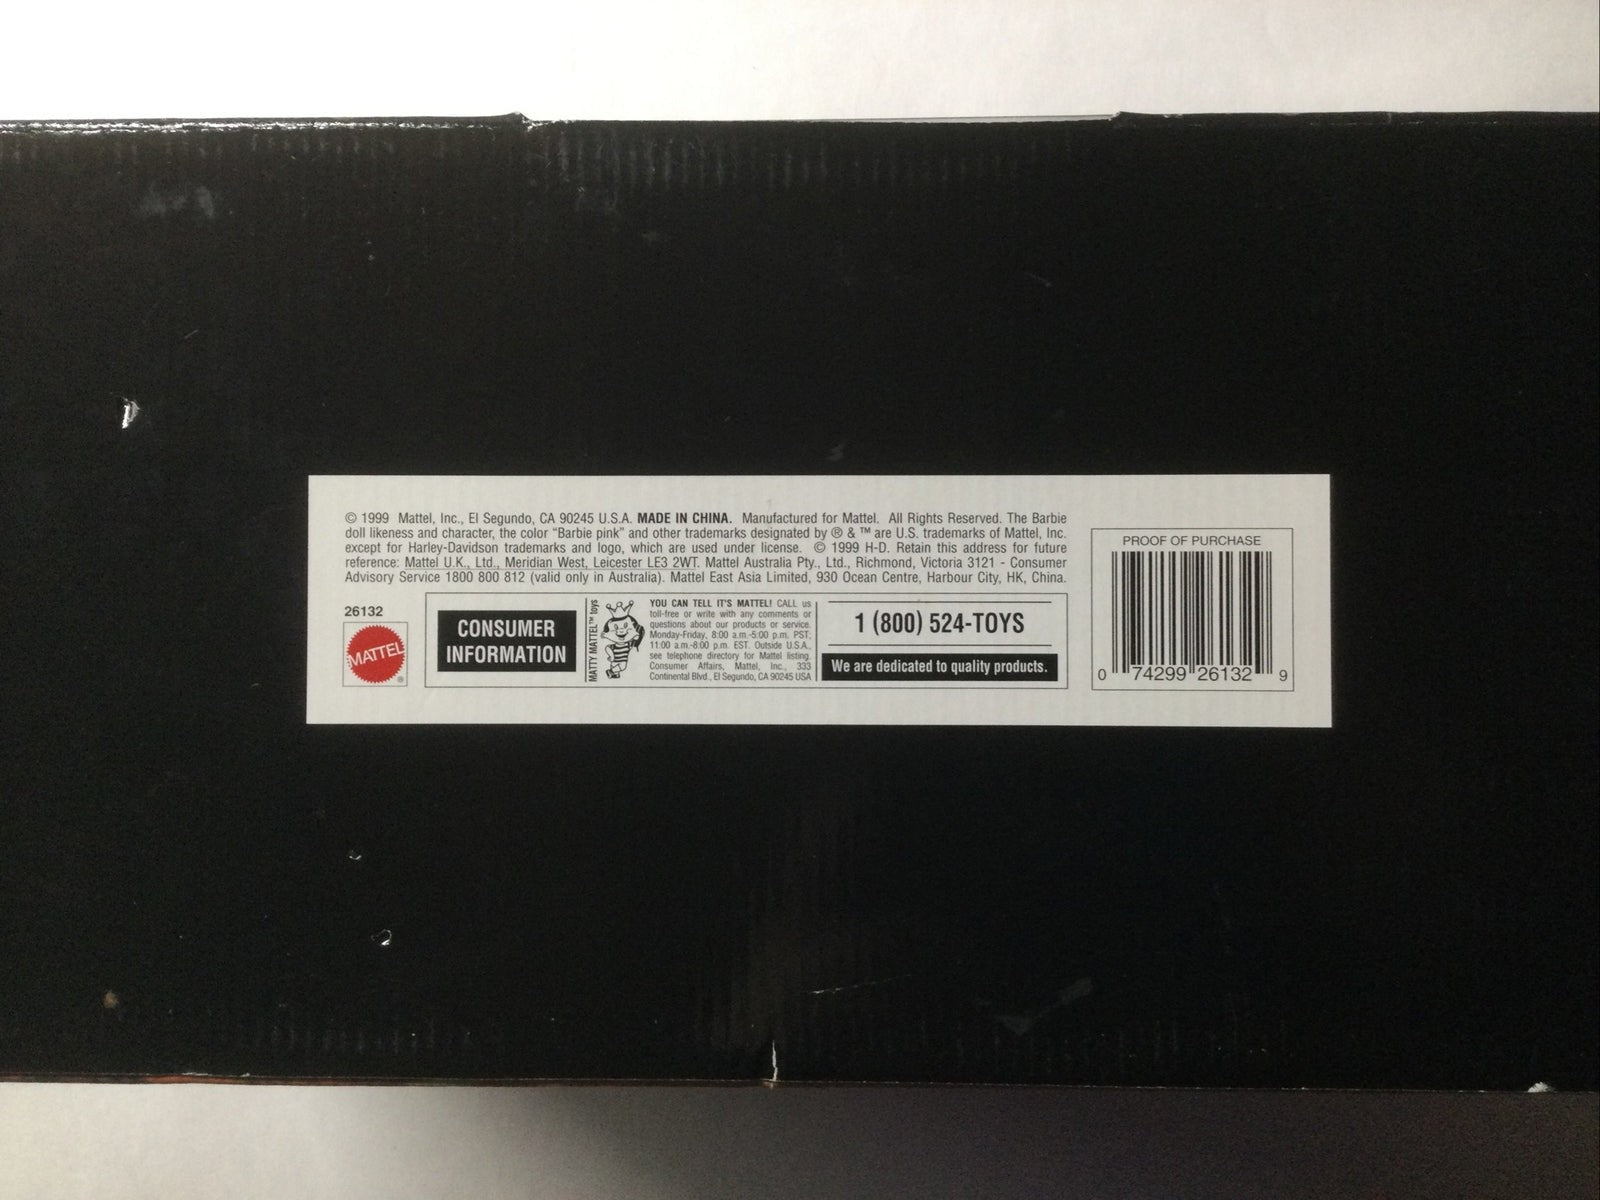 © 1999 Mattel, Inc., El Segundo, CA 90245 U.S.A. MADE IN CHINA. Manufactured for Mattel. All Rights Reserved. The Barbie
doll likeness and character, the color "Barbie pink" and other trademarks designated by ® & ™ are U.S. trademarks of Mattel, Inc.
except for Harley-Davidson trademarks and logo, which are used under license. © 1999 H-D. Retain this address for future
reference: Mattel U.K., Ltd., Meridian West, Leicester LE3 2WT. Mattel Australia Pty., Ltd., Richmond, Victoria 3121 - Consumer
Advisory Service 1800 800 812 (valid only in Australia). Mattel East Asia Limited, 930 Ocean Centre, Harbour City, HK, China.
26132
MATTEL®
CONSUMER
INFORMATION
MATTY MATTEL™ toys
YOU CAN TELL IT'S MATTEL! CALL us
toll-free or write with any comments or
questions about our products or service.
Monday-Friday, 8:00 a.m.-5:00 p.m. PST;
11:00 a.m.-8:00 p.m. EST. Outside U.S.A.,
see telephone directory for Mattel listing.
Consumer Affairs, Mattel, Inc., 333
Continental Blvd., El Segundo, CA 90245 USA
1 (800) 524-TOYS
We are dedicated to quality products.
PROOF OF PURCHASE
0 74299 26132 9